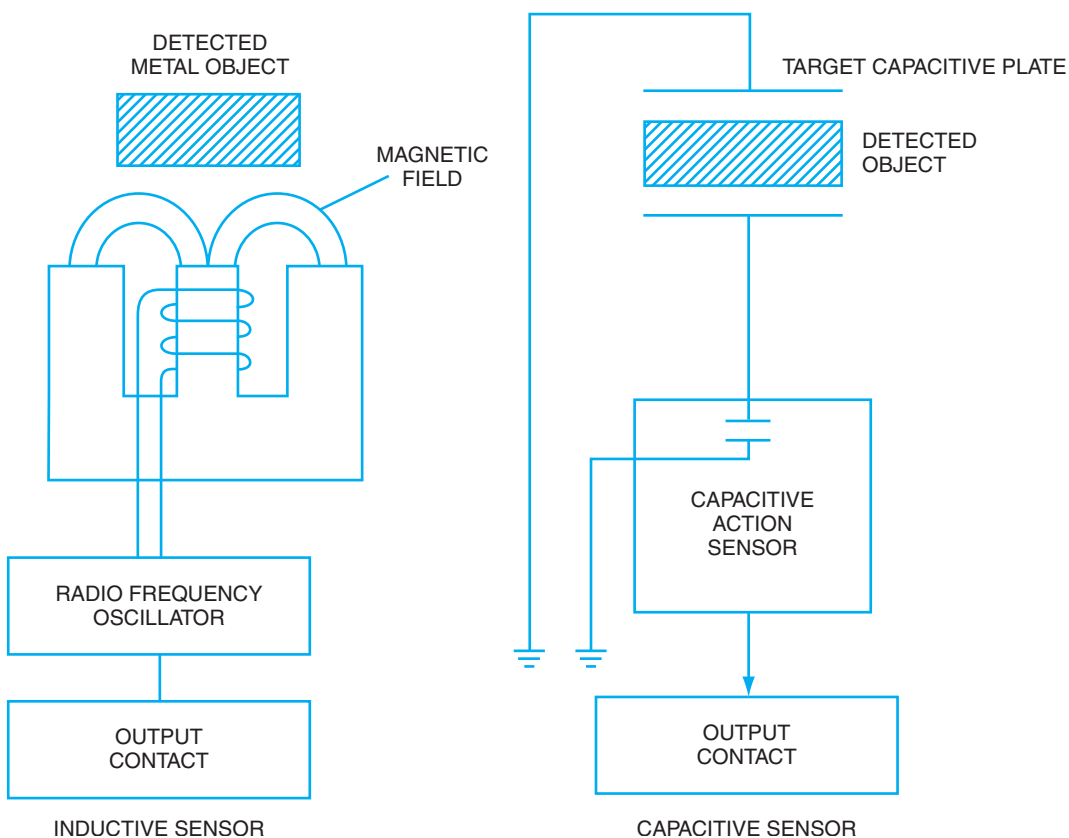 DETECTED
METAL OBJECT
MAGNETIC
FIELD
RADIO FREQUENCY
OSCILLATOR
OUTPUT
CONTACT
INDUCTIVE SENSOR
TARGET CAPACITIVE PLATE
DETECTED
OBJECT
CAPACITIVE
ACTION
SENSOR
OUTPUT
CONTACT
CAPACITIVE SENSOR